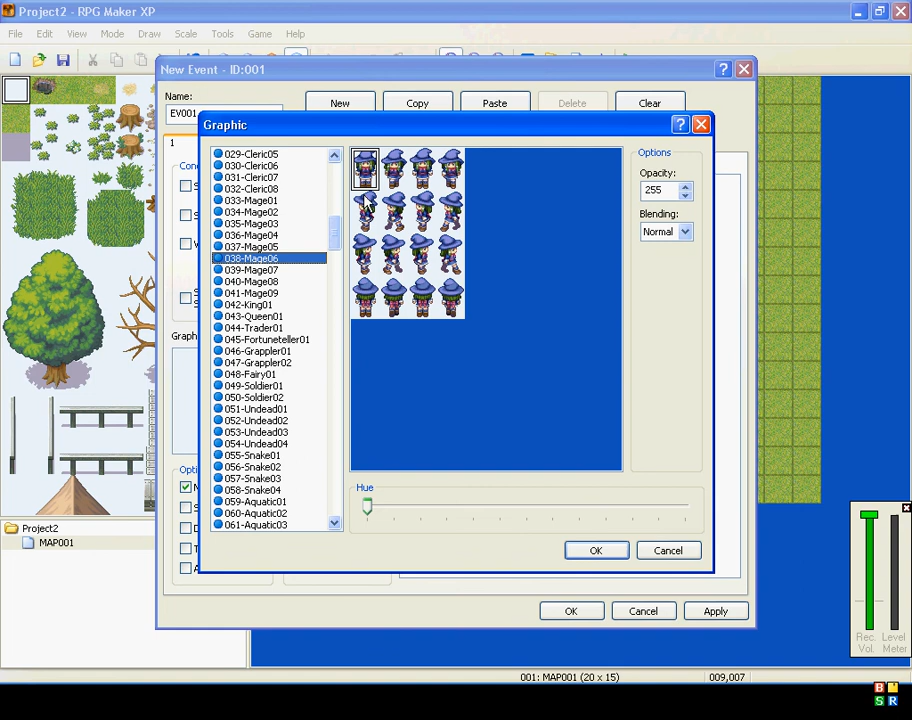 Project2 - RPG Maker XP
File Edit View Mode Draw Scale Tools Game Help
New Event - ID:001
Name:
EV001
New Copy Paste Delete Clear
1
Graphic
029-Cleric05
030-Cleric06
031-Cleric07
032-Cleric08
033-Mage01
034-Mage02
035-Mage03
036-Mage04
037-Mage05
038-Mage06
039-Mage07
040-Mage08
041-Mage09
042-King01
043-Queen01
044-Trader01
045-Fortuneteller01
046-Grappler01
047-Grappler02
048-Fairy01
049-Soldier01
050-Soldier02
051-Undead01
052-Undead02
053-Undead03
054-Undead04
055-Snake01
056-Snake02
057-Snake03
058-Snake04
059-Aquatic01
060-Aquatic02
061-Aquatic03
Options
Opacity:
255
Blending:
Normal
Hue
OK Cancel
OK Cancel Apply
Project2
MAP001
Rec. Level
Vol. Meter
001: MAP001 (20 x 15) 009,007
B
S R